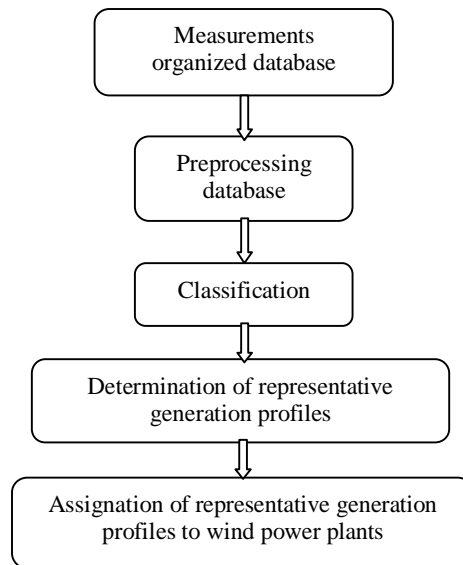 Measurements
organized database
Preprocessing
database
Classification
Determination of representative
generation profiles
Assignation of representative generation
profiles to wind power plants